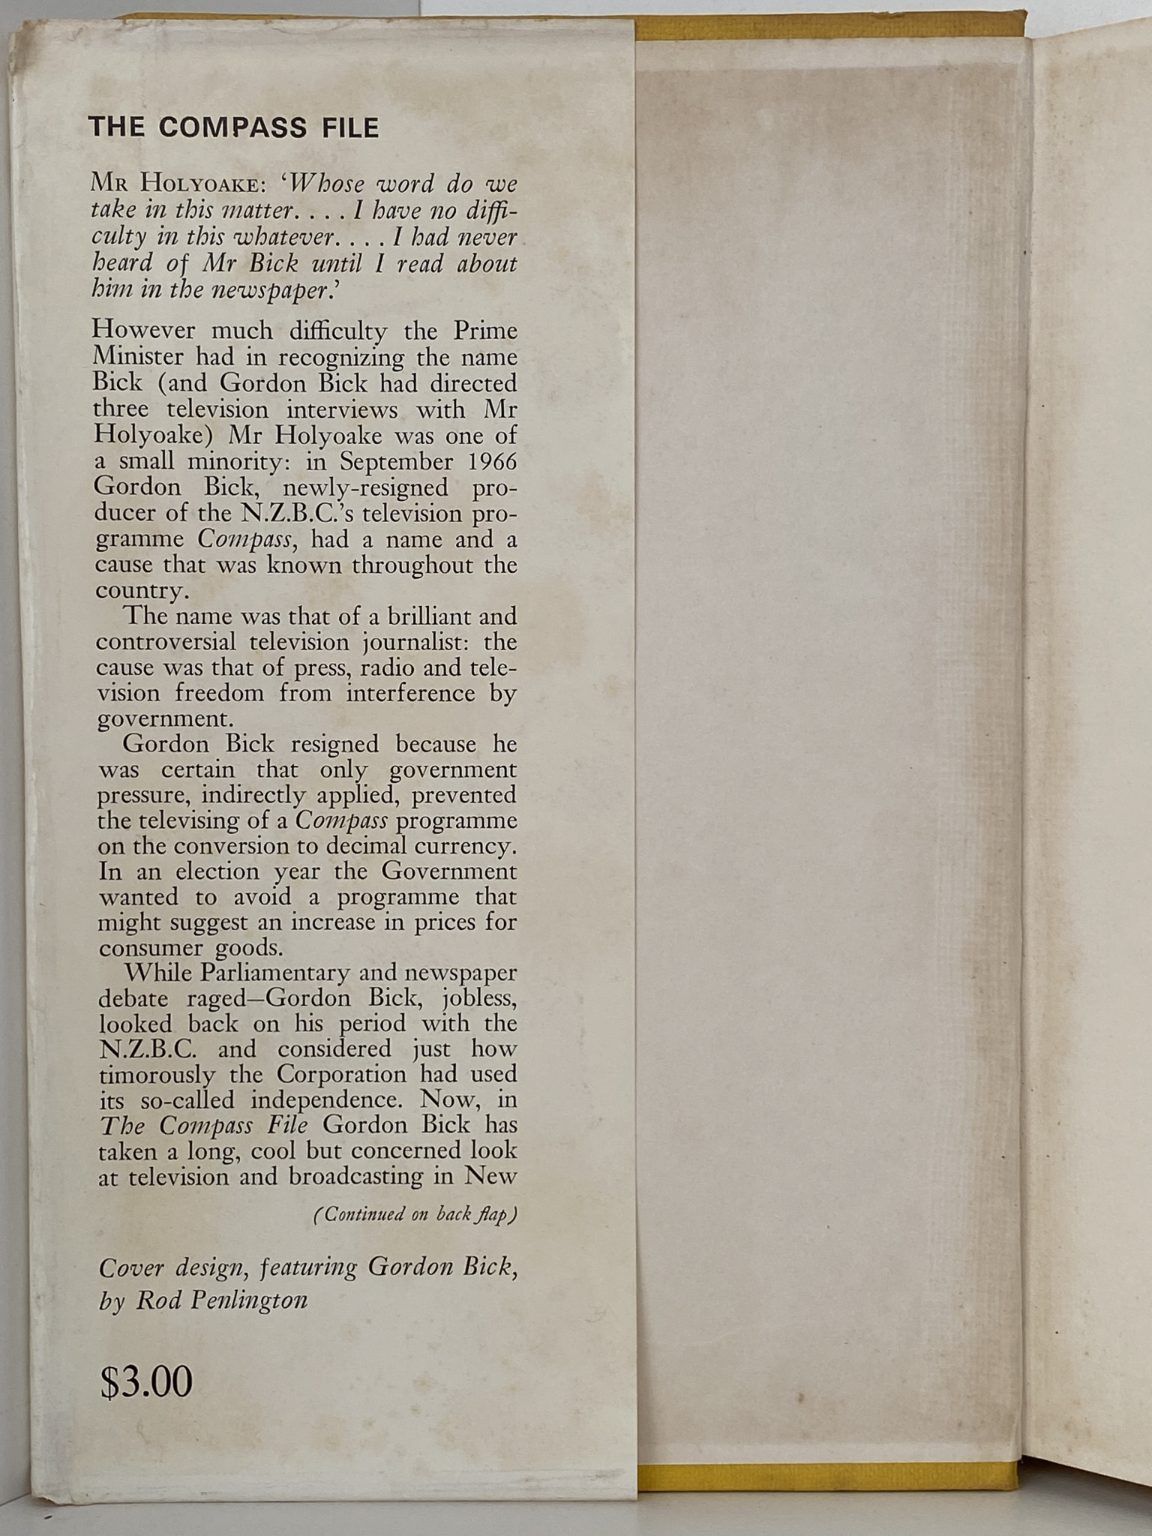 THE COMPASS FILE
MR HOLYOAKE: ‘Whose word do we
take in this matter. . . . I have no diffi-
culty in this whatever. . . . I had never
heard of Mr Bick until I read about
him in the newspaper.’
However much difficulty the Prime
Minister had in recognizing the name
Bick (and Gordon Bick had directed
three television interviews with Mr
Holyoake) Mr Holyoake was one of
a small minority: in September 1966
Gordon Bick, newly-resigned pro-
ducer of the N.Z.B.C.’s television pro-
gramme Compass, had a name and a
cause that was known throughout the
country.
The name was that of a brilliant and
controversial television journalist: the
cause was that of press, radio and tele-
vision freedom from interference by
government.
Gordon Bick resigned because he
was certain that only government
pressure, indirectly applied, prevented
the televising of a Compass programme
on the conversion to decimal currency.
In an election year the Government
wanted to avoid a programme that
might suggest an increase in prices for
consumer goods.
While Parliamentary and newspaper
debate raged—Gordon Bick, jobless,
looked back on his period with the
N.Z.B.C. and considered just how
timorously the Corporation had used
its so-called independence. Now, in
The Compass File Gordon Bick has
taken a long, cool but concerned look
at television and broadcasting in New
(Continued on back flap)
Cover design, featuring Gordon Bick,
by Rod Penlington
$3.00